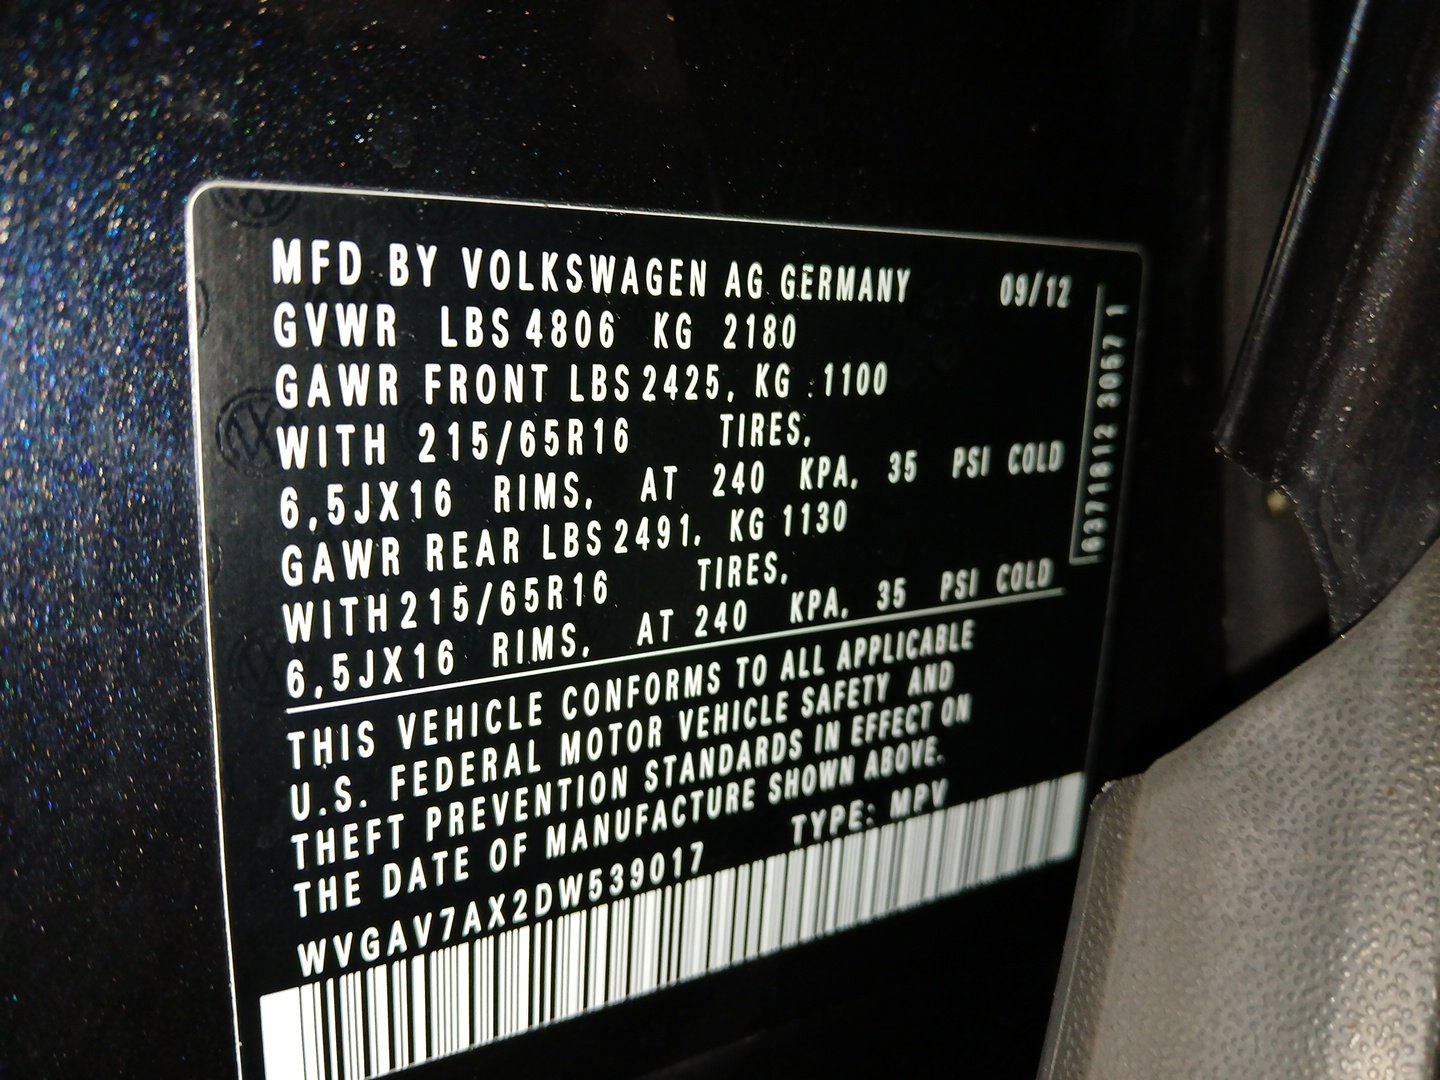 MFD BY VOLKSWAGEN AG GERMANY 09/12
GVWR LBS 4806 KG 2180
GAWR FRONT LBS 2425, KG 1100
WITH 215/65R16 TIRES,
6,5JX16 RIMS, AT 240 KPA, 35 PSI COLD
GAWR REAR LBS 2491, KG 1130
WITH 215/65R16 TIRES,
6,5JX16 RIMS, AT 240 KPA, 35 PSI COLD
THIS VEHICLE CONFORMS TO ALL APPLICABLE
U.S. FEDERAL MOTOR VEHICLE SAFETY AND
THEFT PREVENTION STANDARDS IN EFFECT ON
THE DATE OF MANUFACTURE SHOWN ABOVE.
WVGAV7AX2DW539017 TYPE: MPV